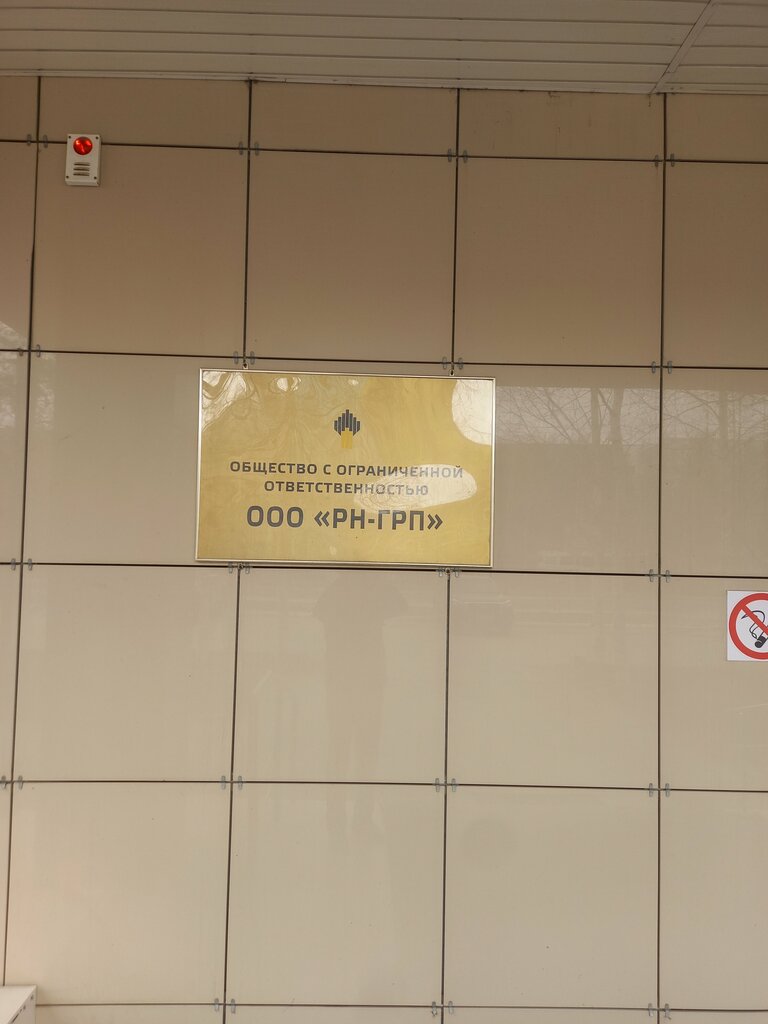 ОБЩЕСТВО С ОГРАНИЧЕННОЙ
ОТВЕТСТВЕННОСТЬЮ
ООО «РН-ГРП»